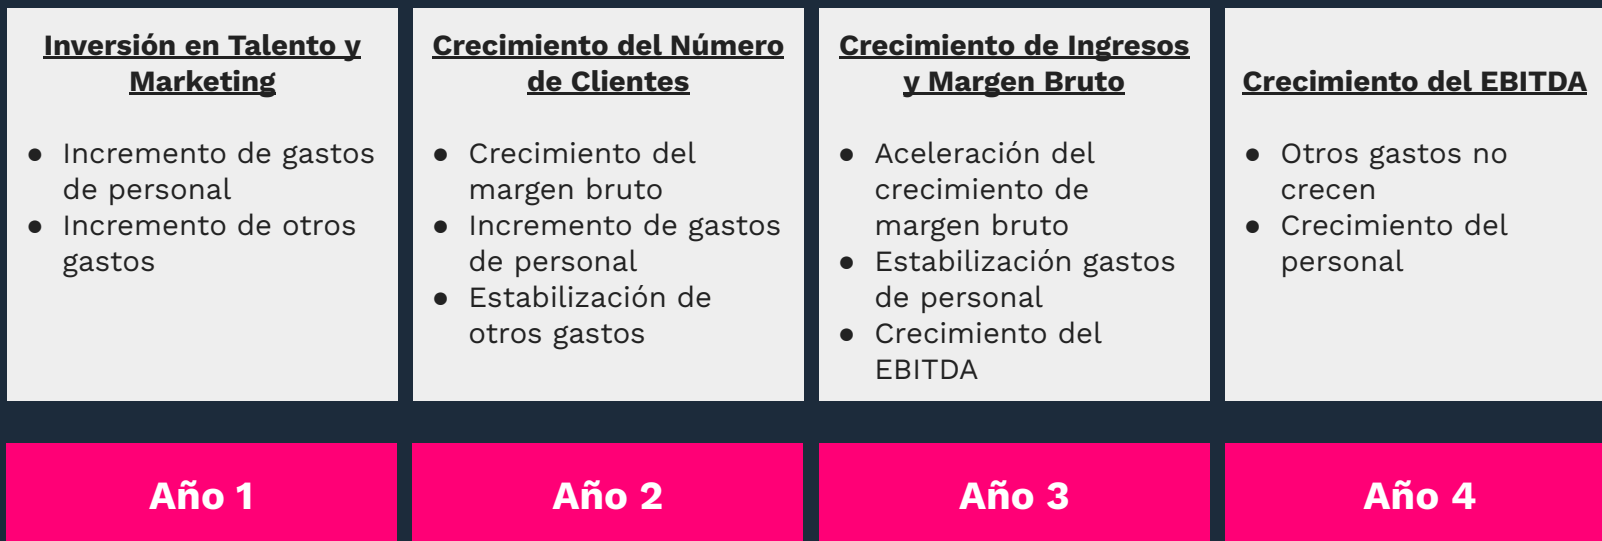 Inversión en Talento y
Marketing
● Incremento de gastos
de personal
● Incremento de otros
gastos
Crecimiento del Número
de Clientes
● Crecimiento del
margen bruto
● Incremento de gastos
de personal
● Estabilización de
otros gastos
Crecimiento de Ingresos
y Margen Bruto
● Aceleración del
crecimiento de
margen bruto
● Estabilización gastos
de personal
● Crecimiento del
EBITDA
Crecimiento del EBITDA
● Otros gastos no
crecen
● Crecimiento del
personal
Año 1
Año 2
Año 3
Año 4